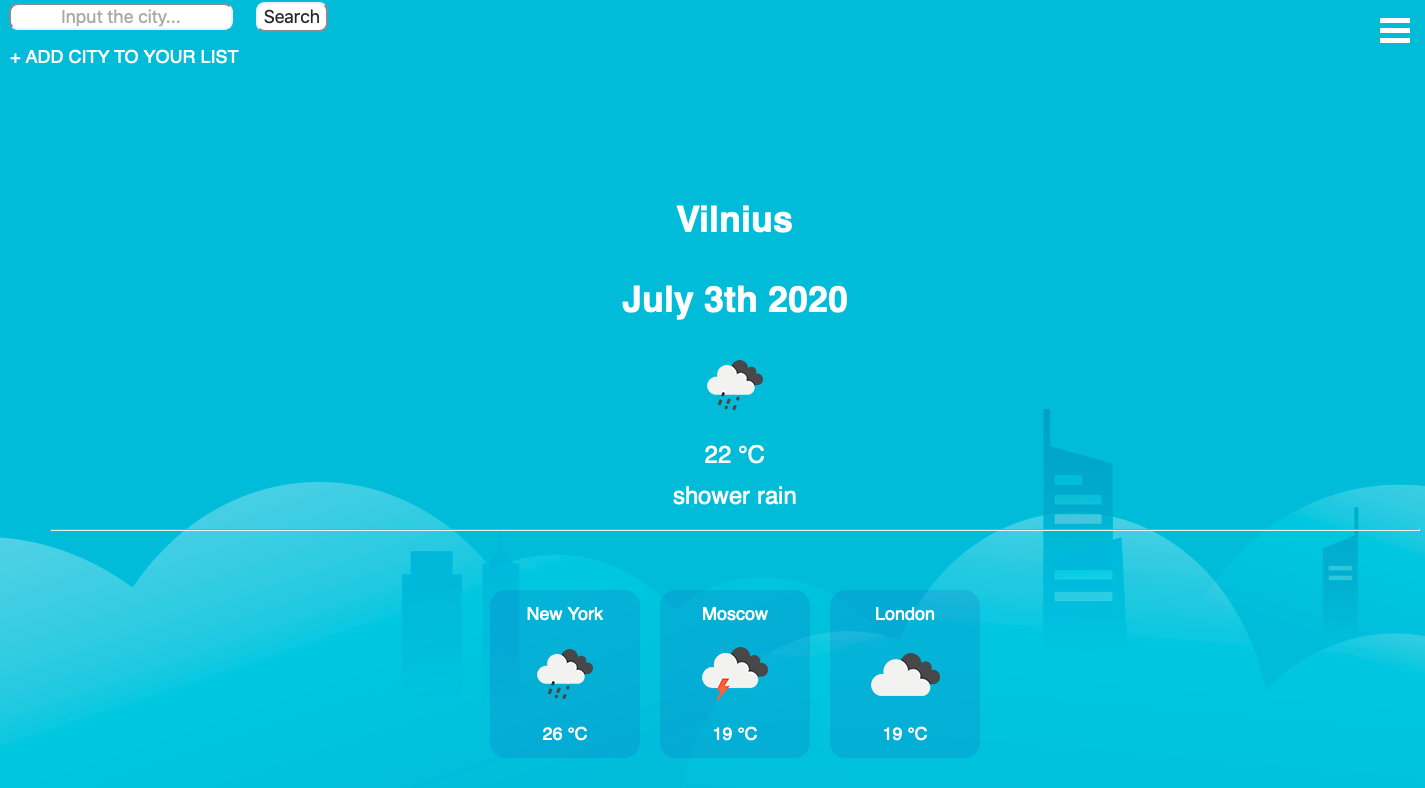 Input the city...
Search
+ ADD CITY TO YOUR LIST
Vilnius
July 3th 2020
22 °C
shower rain
New York
26 °C
Moscow
19 °C
London
19 °C